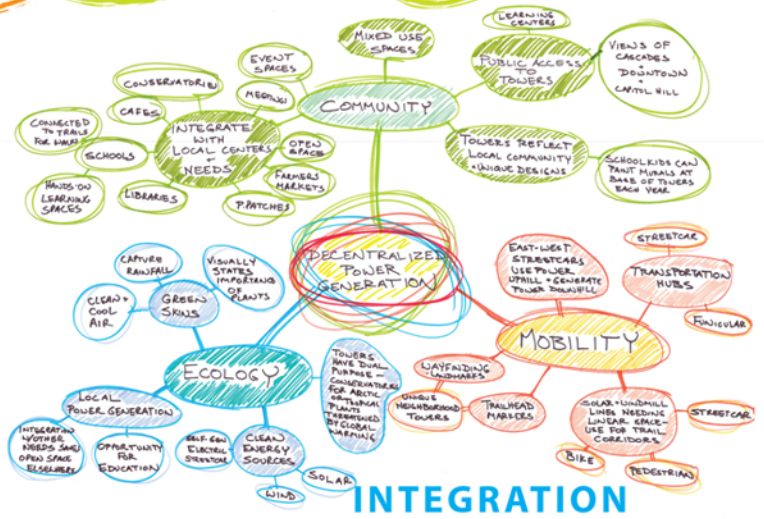 LEARNING
CENTERS
MIXED USE
SPACES
PUBLIC ACCESS
TO
TOWERS
VIEWS OF
CASCADES
+
DOWNTOWN
+
CAPITOL HILL
EVENT
SPACES
MEETING
COMMUNITY
CONSERVATORIES
CAFES
INTEGRATE
WITH
LOCAL CENTERS
+
NEEDS
CONNECTED
TO TRAILS
FOR WALKS
SCHOOLS
HANDS-ON
LEARNING
SPACES
LIBRARIES
OPEN
SPACE
FARMERS
MARKETS
P.PATCHES
TOWERS REFLECT
LOCAL COMMUNITY
+ UNIQUE DESIGNS
SCHOOLKIDS CAN
PAINT MURALS AT
BASE OF TOWERS
EACH YEAR
DECENTRALIZED
POWER
GENERATION
CAPTURE
RAINFALL
VISUALLY
STATES
IMPORTANCE
OF
PLANTS
CLEAN +
COOL
AIR
GREEN
SKINS
ECOLOGY
TOWERS
HAVE DUAL
PURPOSE -
CONSERVATORIES
FOR ARCTIC
OR TROPICAL
PLANTS
THREATENED
BY GLOBAL
WARMING
LOCAL
POWER GENERATION
INTEGRATION
W/OTHER
NEEDS SAVES
OPEN SPACE
ELSEWHERE
OPPORTUNITY
FOR
EDUCATION
SELF-GEN
ELECTRIC
STREETCAR
CLEAN
ENERGY
SOURCES
WIND
SOLAR
EAST-WEST
STREETCARS
USE POWER
UPHILL + GENERATE
POWER DOWNHILL
STREETCAR
TRANSPORTATION
HUBS
FUNICULAR
MOBILITY
WAYFINDING
LANDMARKS
UNIQUE
NEIGHBORHOOD
TOWERS
TRAILHEAD
MARKERS
SOLAR + WINDMILL
LINES NEEDING
LINEAR SPACE -
USE FOR TRAIL
CORRIDORS
STREETCAR
BIKE
PEDESTRIAN
INTEGRATION